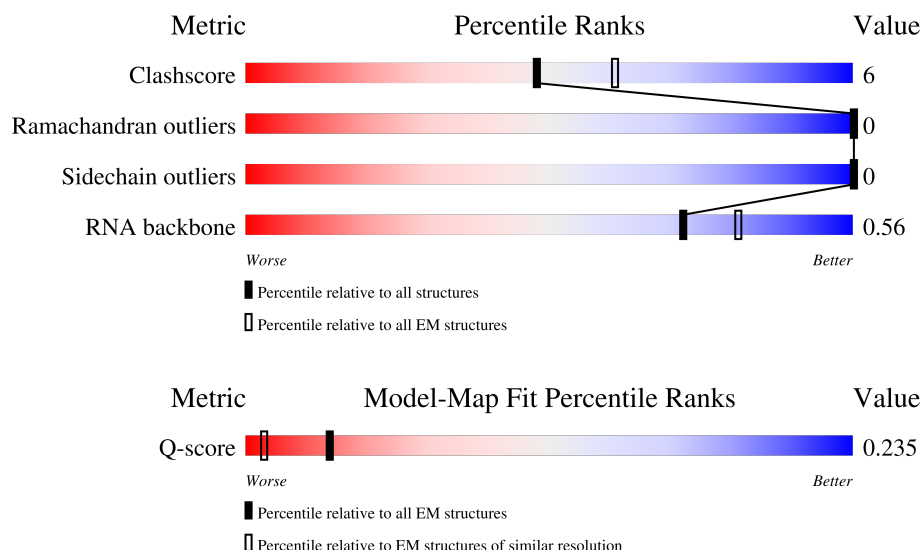 Metric Percentile Ranks Value
Clashscore 6
Ramachandran outliers 0
Sidechain outliers 0
RNA backbone 0.56
Worse Better
Percentile relative to all structures
Percentile relative to all EM structures
Metric Model-Map Fit Percentile Ranks Value
Q-score 0.235
Worse Better
Percentile relative to all EM structures
Percentile relative to EM structures of similar resolution